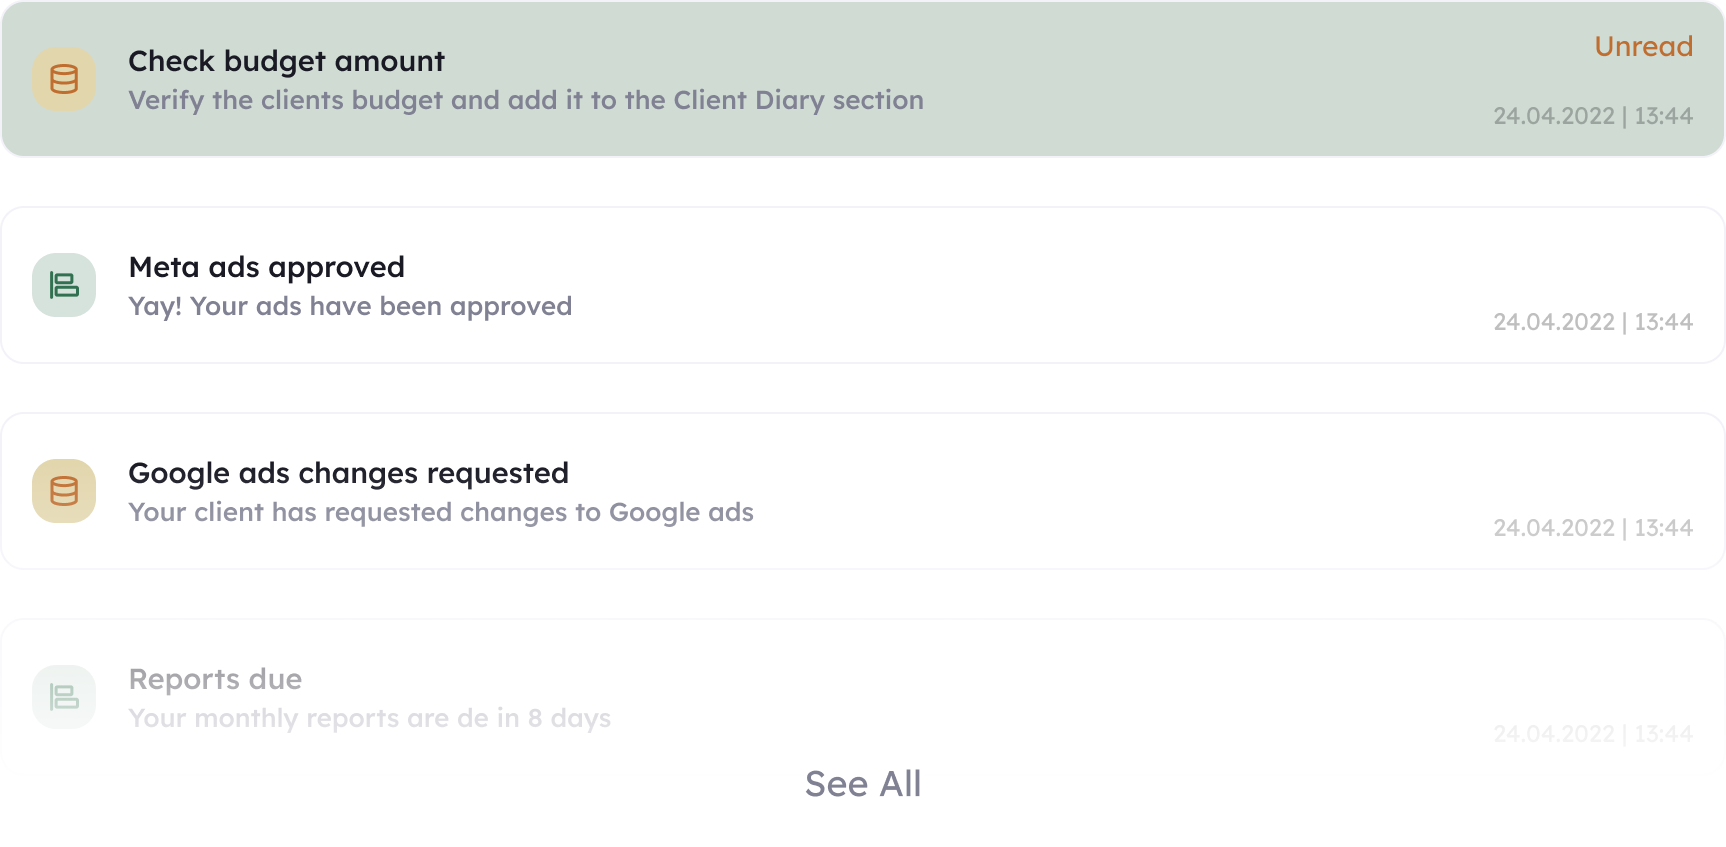 Check budget amount
Unread
Verify the clients budget and add it to the Client Diary section
24.04.2022 | 13:44
Meta ads approved
Yay! Your ads have been approved
24.04.2022 | 13:44
Google ads changes requested
Your client has requested changes to Google ads
24.04.2022 | 13:44
Reports due
Your monthly reports are de in 8 days
24.04.2022 | 13:44
See All